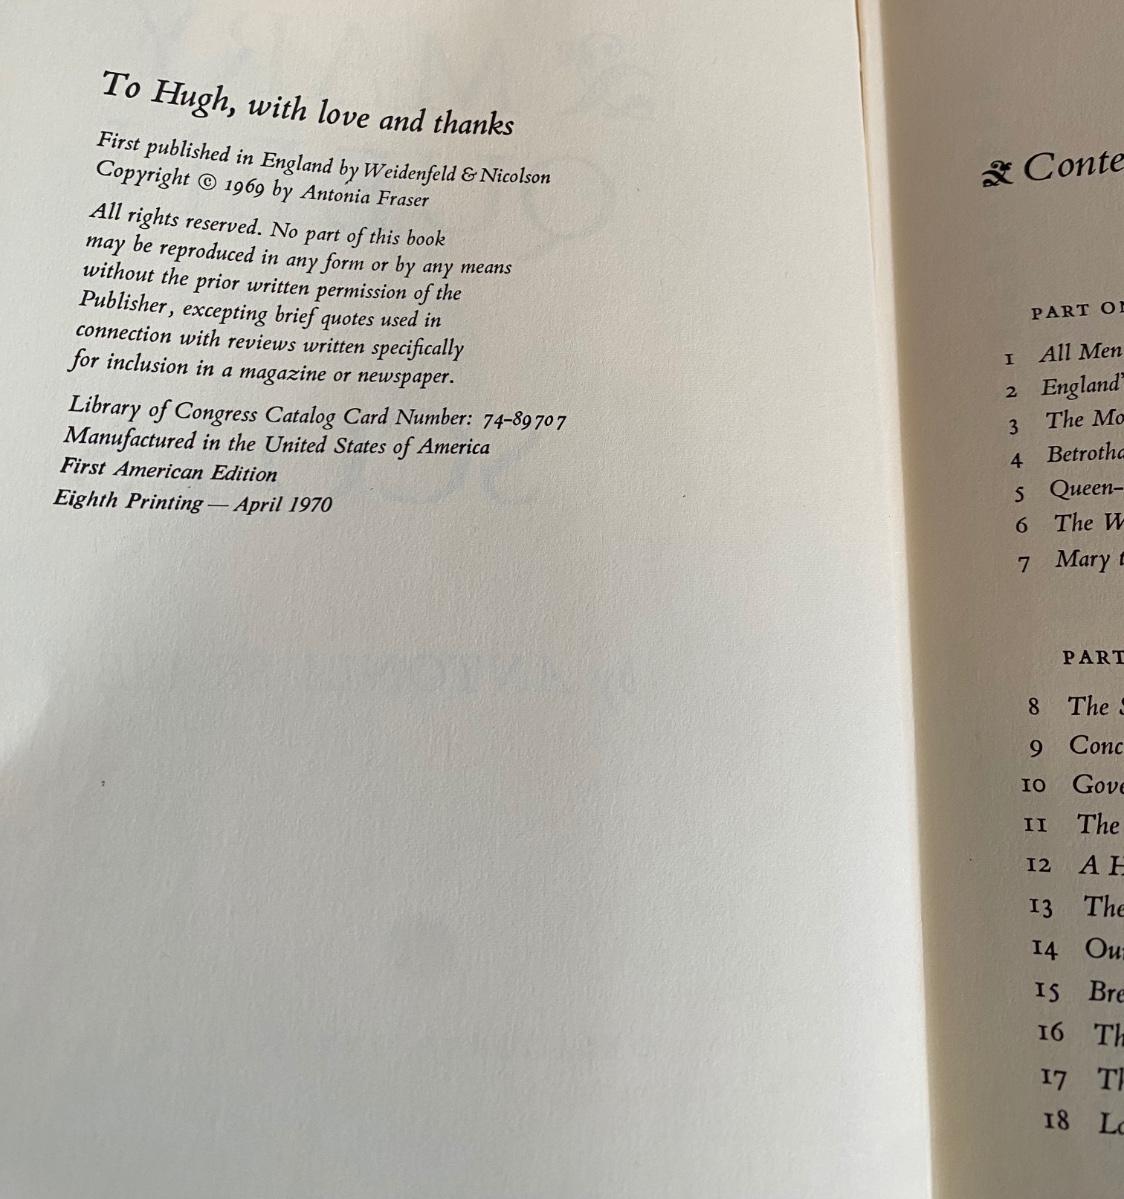 To Hugh, with love and thanks
First published in England by Weidenfeld & Nicolson
Copyright © 1969 by Antonia Fraser
All rights reserved. No part of this book
may be reproduced in any form or by any means
without the prior written permission of the
Publisher, excepting brief quotes used in
connection with reviews written specifically
for inclusion in a magazine or newspaper.
Library of Congress Catalog Card Number: 74-89707
Manufactured in the United States of America
First American Edition
Eighth Printing — April 1970
Conte
PART ON
1 All Men
2 England'
3 The Mo
4 Betrotha
5 Queen-
6 The W
7 Mary t
PART
8 The S
9 Conc
10 Gove
11 The
12 A H
13 The
14 Our
15 Bre
16 Th
17 Th
18 Lo